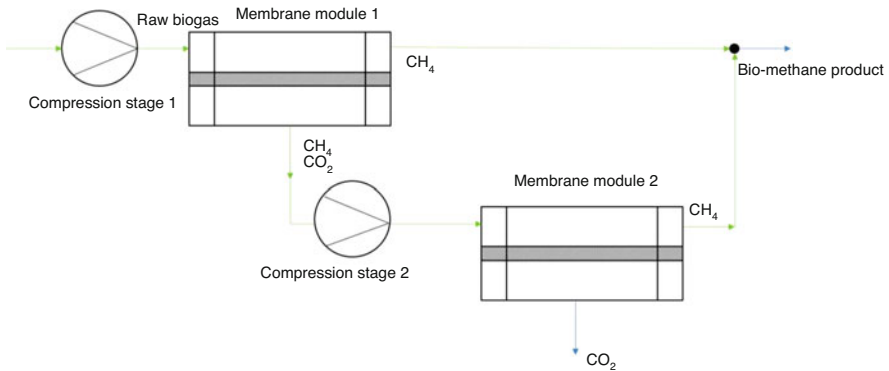 Membrane module 1
Raw biogas
CH₄
Bio-methane product
Compression stage 1
CH₄
CO₂
Membrane module 2
CH₄
Compression stage 2
CO₂